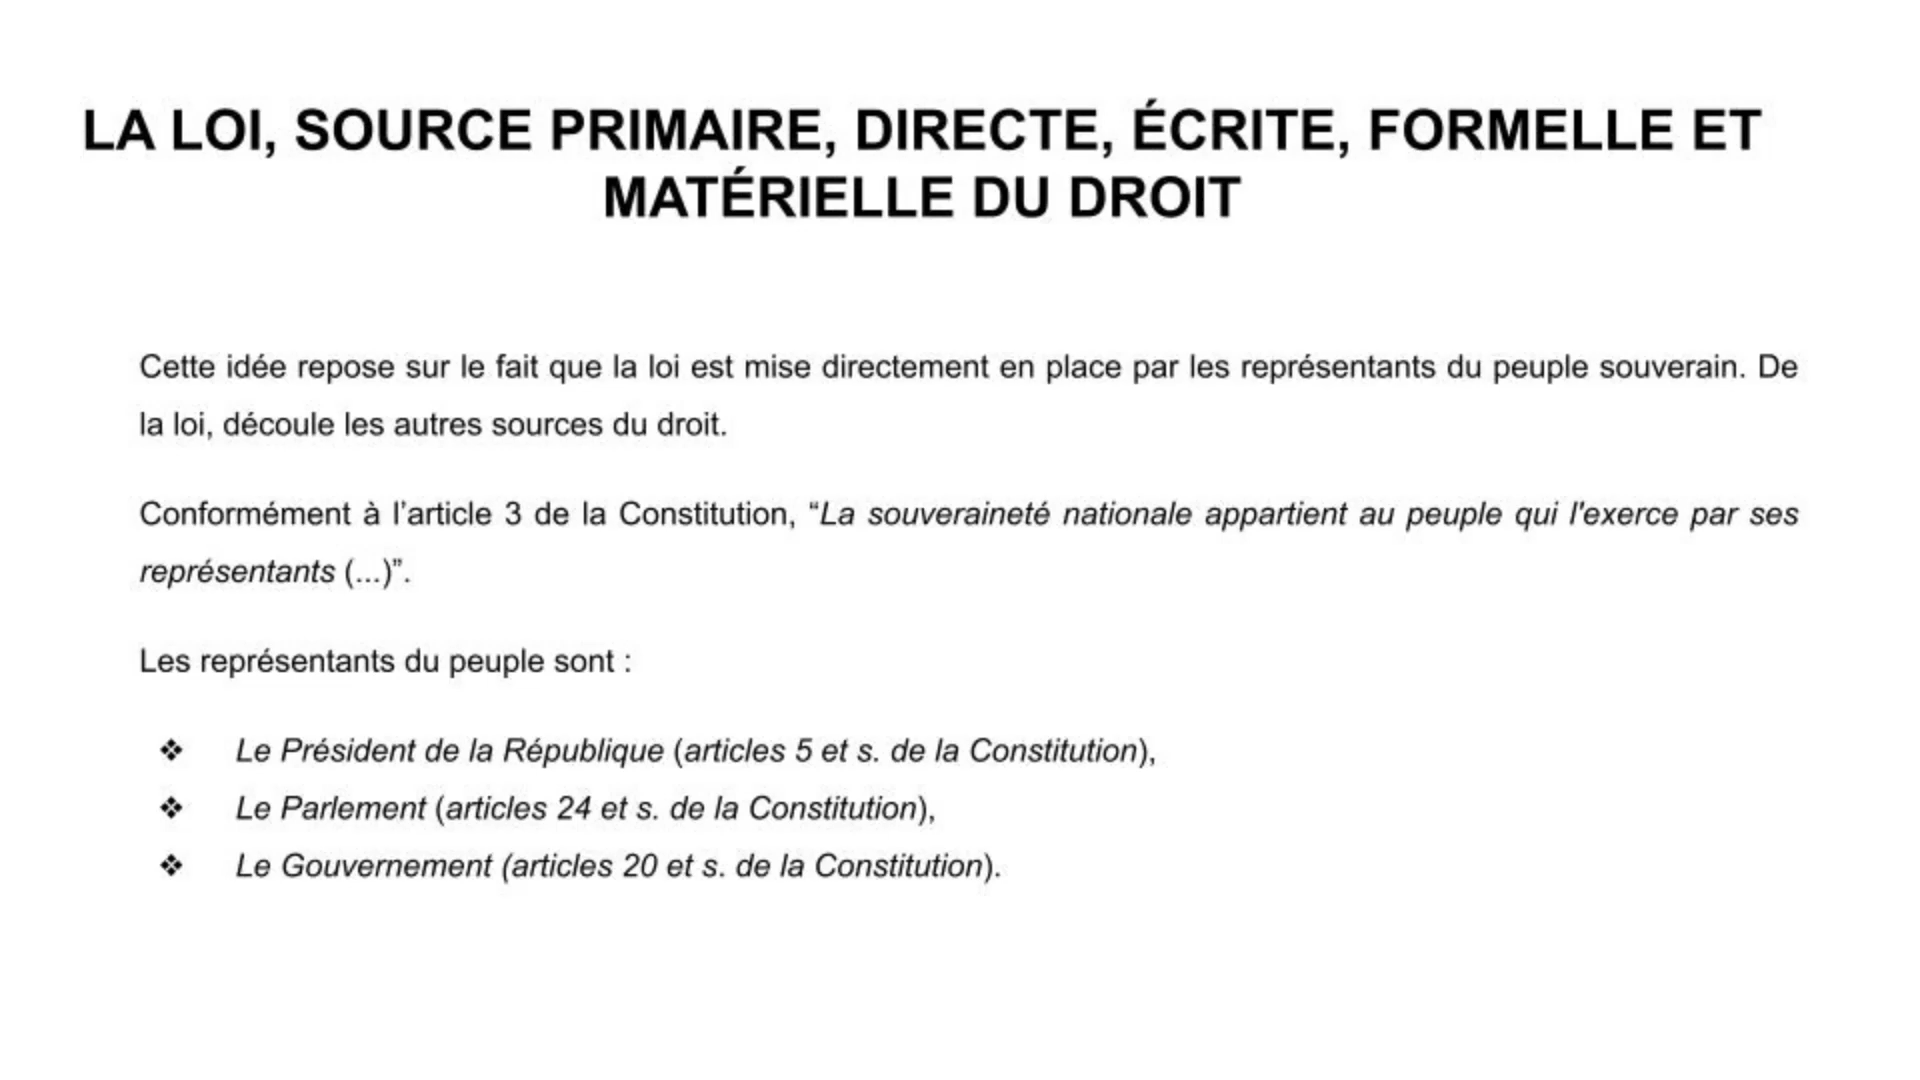 LA LOI, SOURCE PRIMAIRE, DIRECTE, ÉCRITE, FORMELLE ET
MATÉRIELLE DU DROIT
Cette idée repose sur le fait que la loi est mise directement en place par les représentants du peuple souverain. De
la loi, découle les autres sources du droit.
Conformément à l’article 3 de la Constitution, “La souveraineté nationale appartient au peuple qui l'exerce par ses
représentants (...)”.
Les représentants du peuple sont :
❖ Le Président de la République (articles 5 et s. de la Constitution),
❖ Le Parlement (articles 24 et s. de la Constitution),
❖ Le Gouvernement (articles 20 et s. de la Constitution).